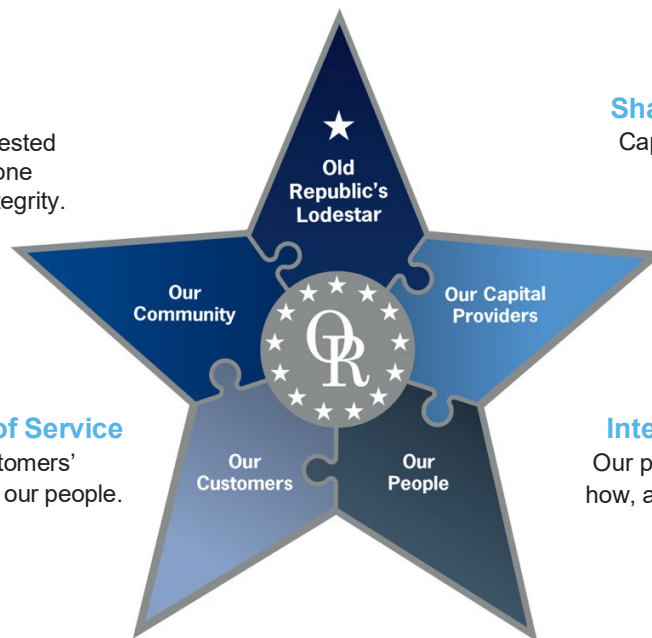 ested
one
tegrity.
Sha
Cap
Old
Republic's
Lodestar
Our
Community
Our Capital
Providers
OR
of Service
tomers'
our people.
Our
Customers
Our
People
Inte
Our p
how, a